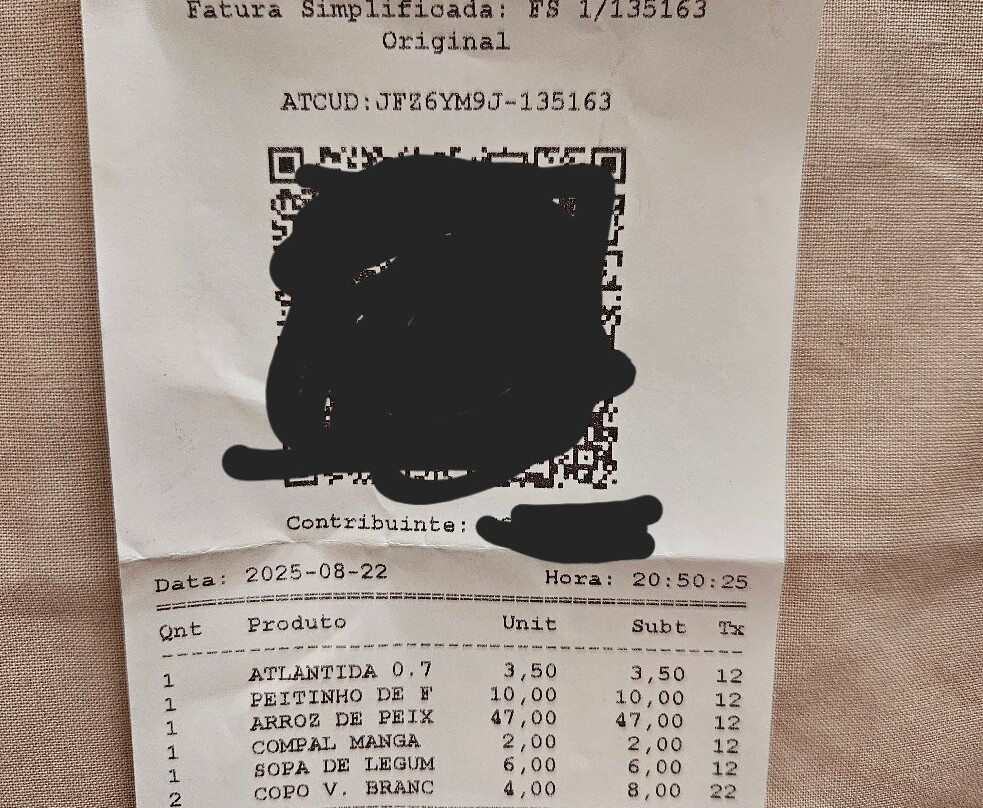 Fatura Simplificada: FS 1/135163
Original
ATCUD:JFZ6YM9J-135163
Contribuinte:
Data: 2025-08-22 Hora: 20:50:25
Qnt Produto Unit Subt Tx
1 ATLANTIDA 0.7 3,50 3,50 12
1 PEITINHO DE F 10,00 10,00 12
1 ARROZ DE PEIX 47,00 47,00 12
1 COMPAL MANGA 2,00 2,00 12
1 SOPA DE LEGUM 6,00 6,00 12
2 COPO V. BRANC 4,00 8,00 22